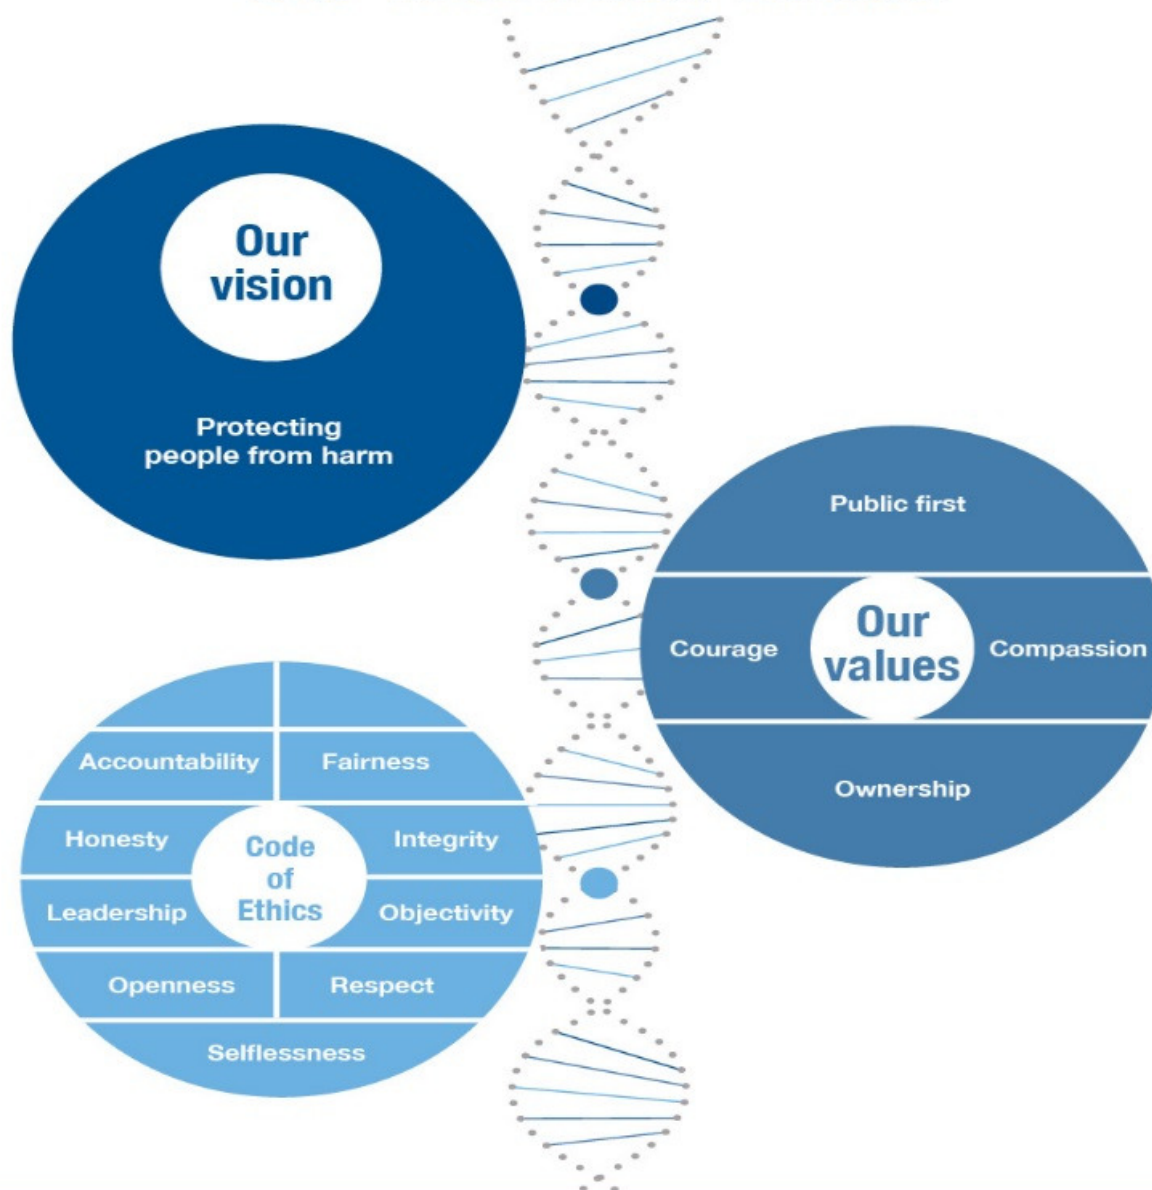 Our
vision
Protecting
people from harm
Public first
Courage
Our
values
Compassion
Ownership
Accountability
Fairness
Honesty
Code
of
Ethics
Integrity
Leadership
Objectivity
Openness
Respect
Selflessness